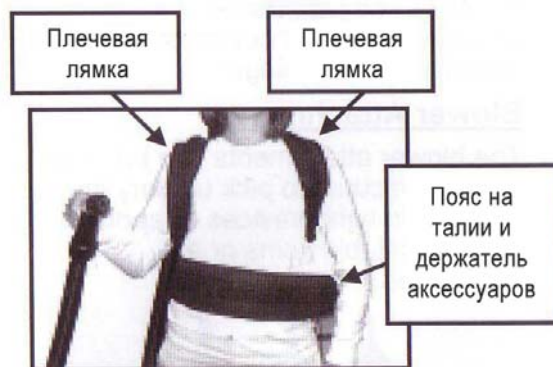 Плечевая
лямка
Плечевая
лямка
Пояс на
талии и
держатель
аксессуаров